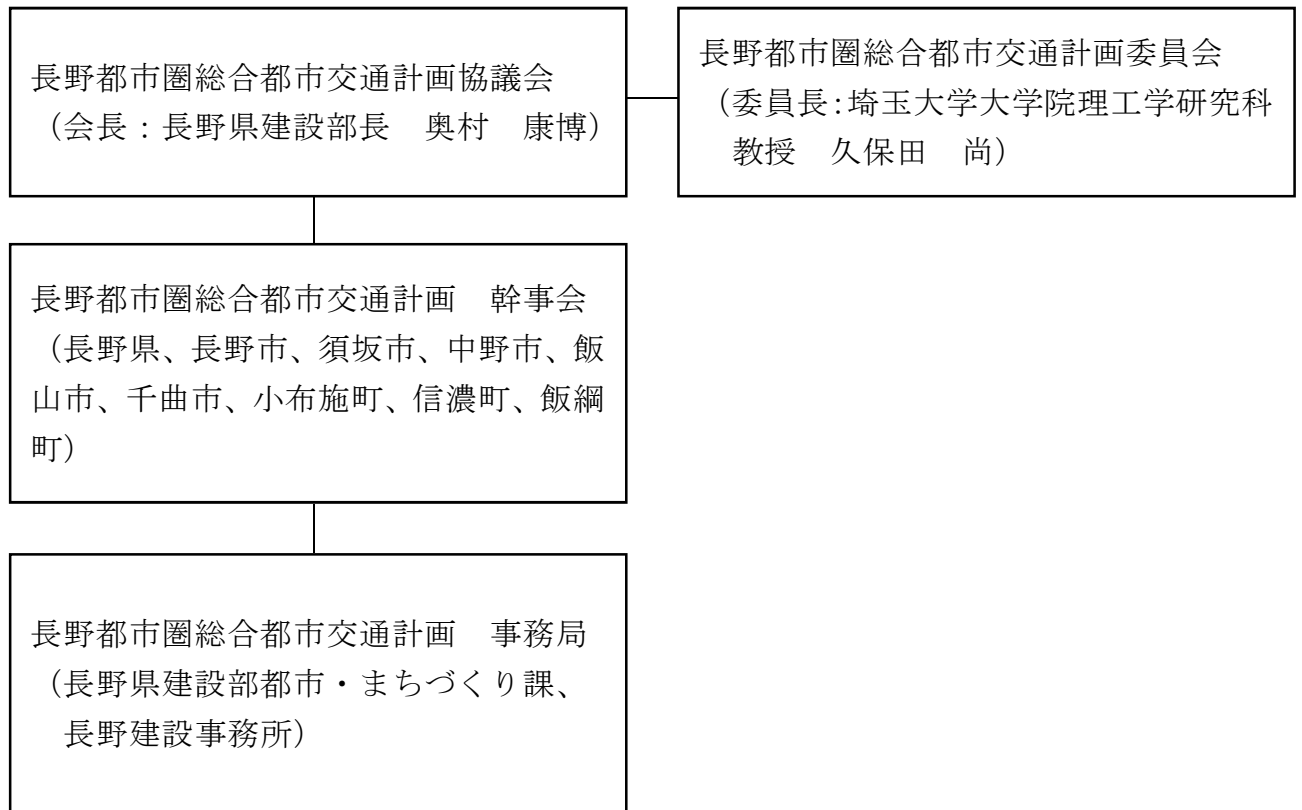 長野都市圏総合都市交通計画協議会
（会長：長野県建設部長　奥村　康博）
長野都市圏総合都市交通計画委員会
（委員長：埼玉大学大学院理工学研究科
教授　久保田　尚）
長野都市圏総合都市交通計画　幹事会
（長野県、長野市、須坂市、中野市、飯
山市、千曲市、小布施町、信濃町、飯綱
町）
長野都市圏総合都市交通計画　事務局
（長野県建設部都市・まちづくり課、
長野建設事務所）